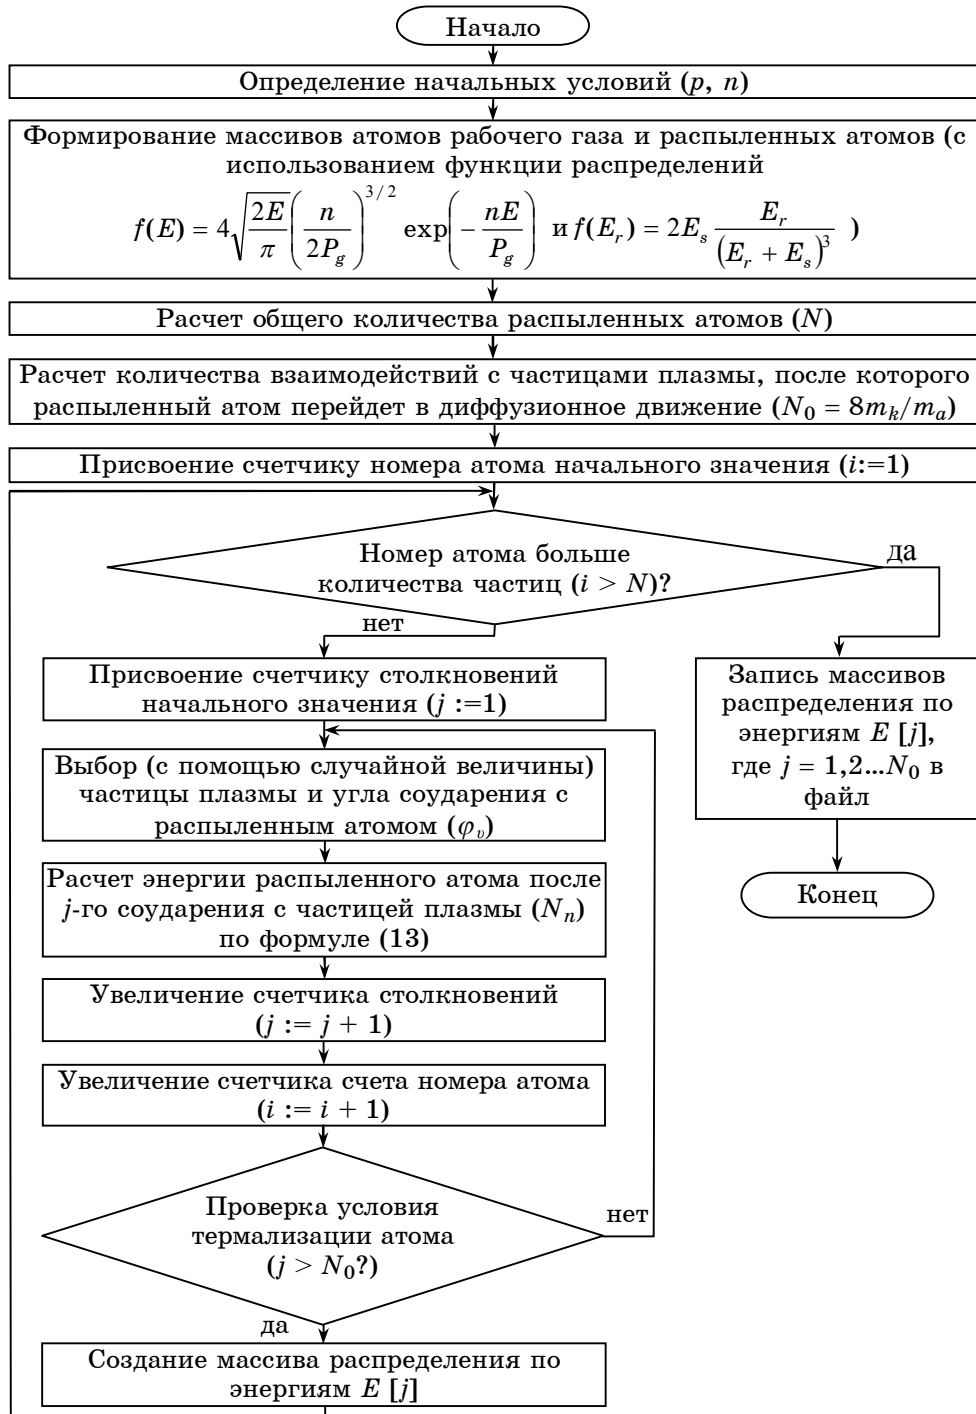 Начало
Определение начальных условий (p, n)
Формирование массивов атомов рабочего газа и распыленных атомов (с
использованием функции распределений
f(E) = 4√(2E/π) (n/2P_g)^{3/2} exp(−nE/P_g) и f(E_r) = 2E_s E_r/(E_r + E_s)^3 )
Расчет общего количества распыленных атомов (N)
Расчет количества взаимодействий с частицами плазмы, после которого
распыленный атом перейдет в диффузионное движение (N_0 = 8m_k/m_a)
Присвоение счетчику номера атома начального значения (i:=1)
Номер атома больше
количества частиц (i > N)?
да
нет
Присвоение счетчику столкновений
начального значения (j :=1)
Выбор (с помощью случайной величины)
частицы плазмы и угла соударения с
распыленным атомом (φ_v)
Расчет энергии распыленного атома после
j-го соударения с частицей плазмы (N_n)
по формуле (13)
Увеличение счетчика столкновений
(j := j + 1)
Увеличение счетчика счета номера атома
(i := i + 1)
Проверка условия
термализации атома
(j > N_0?)
нет
да
Создание массива распределения по
энергиям E [j]
Запись массивов
распределения по
энергиям E [j],
где j = 1,2...N_0 в
файл
Конец